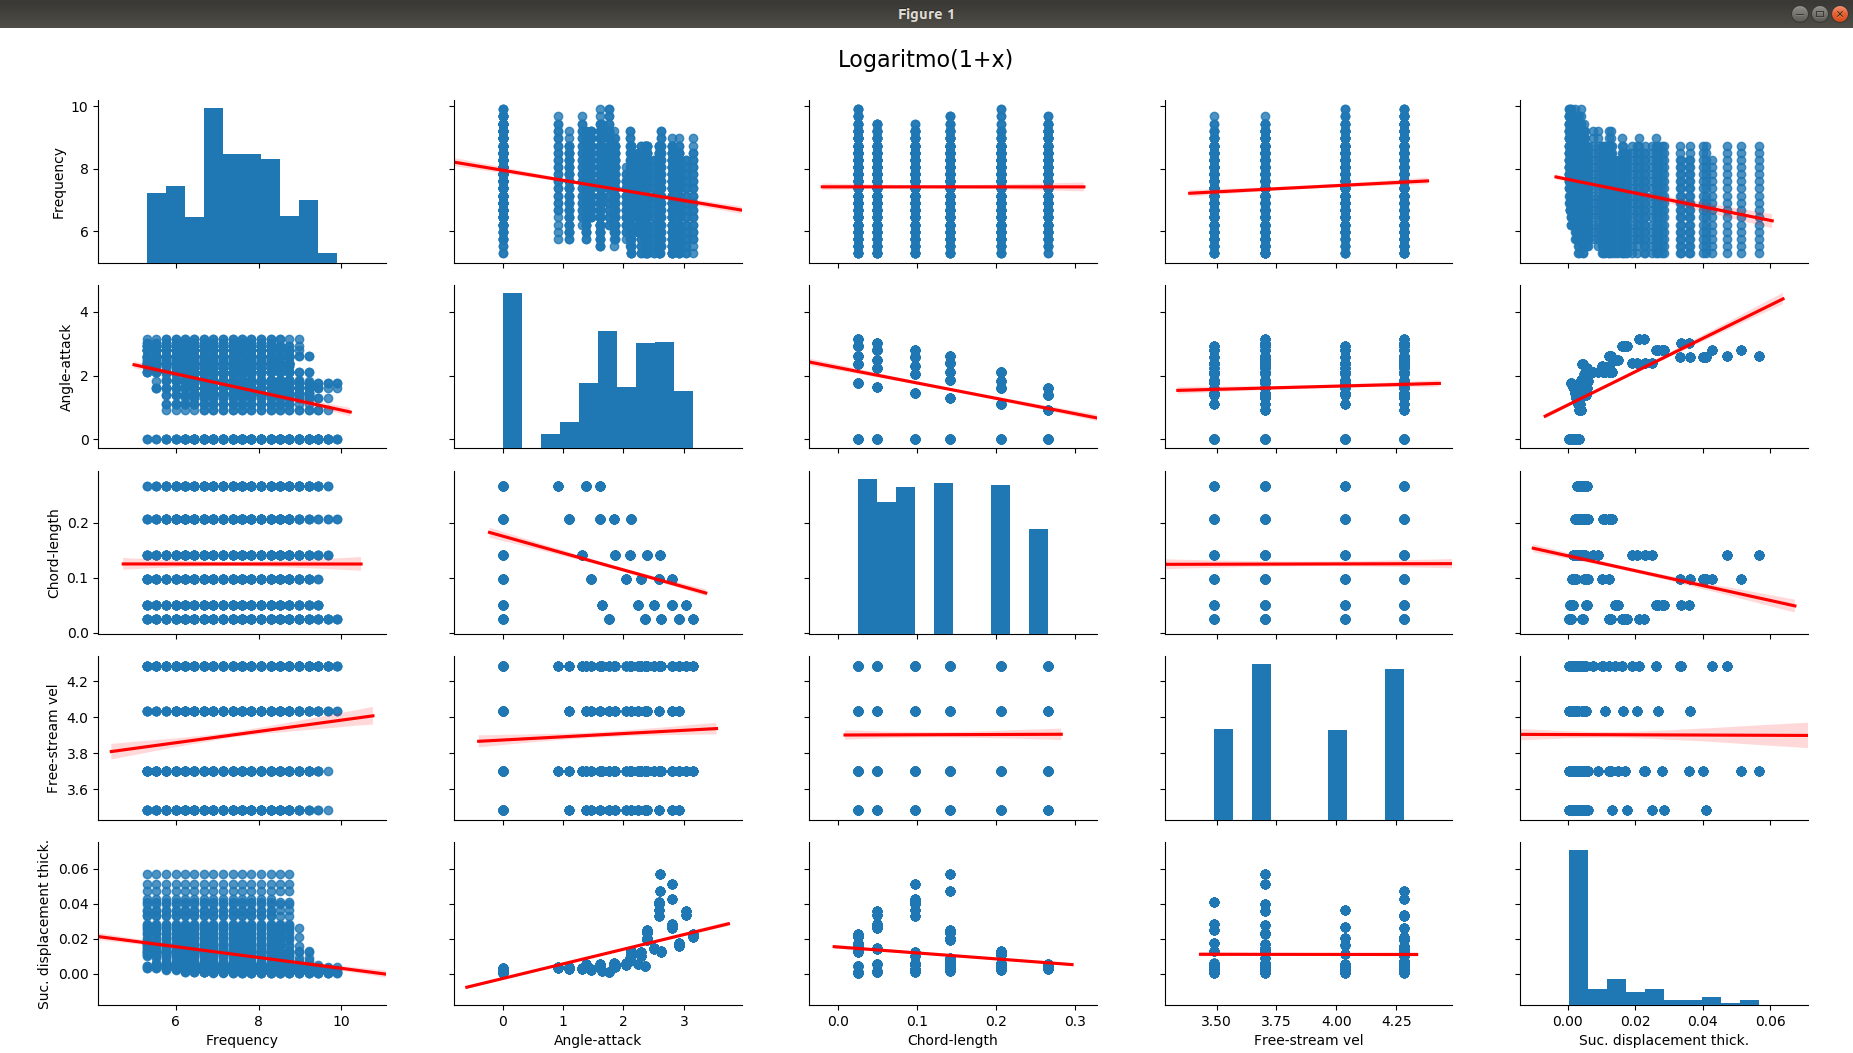 Figure 1
Logaritmo(1+x)
10
8
6
Frequency
4
2
0
Angle-attack
0.2
0.1
0.0
Chord-length
4.2
4.0
3.8
3.6
Free-stream vel
0.06
0.04
0.02
0.00
Suc. displacement thick.
6 8 10
0 1 2 3
0.0 0.1 0.2 0.3
3.50 3.75 4.00 4.25
0.00 0.02 0.04 0.06
Frequency
Angle-attack
Chord-length
Free-stream vel
Suc. displacement thick.